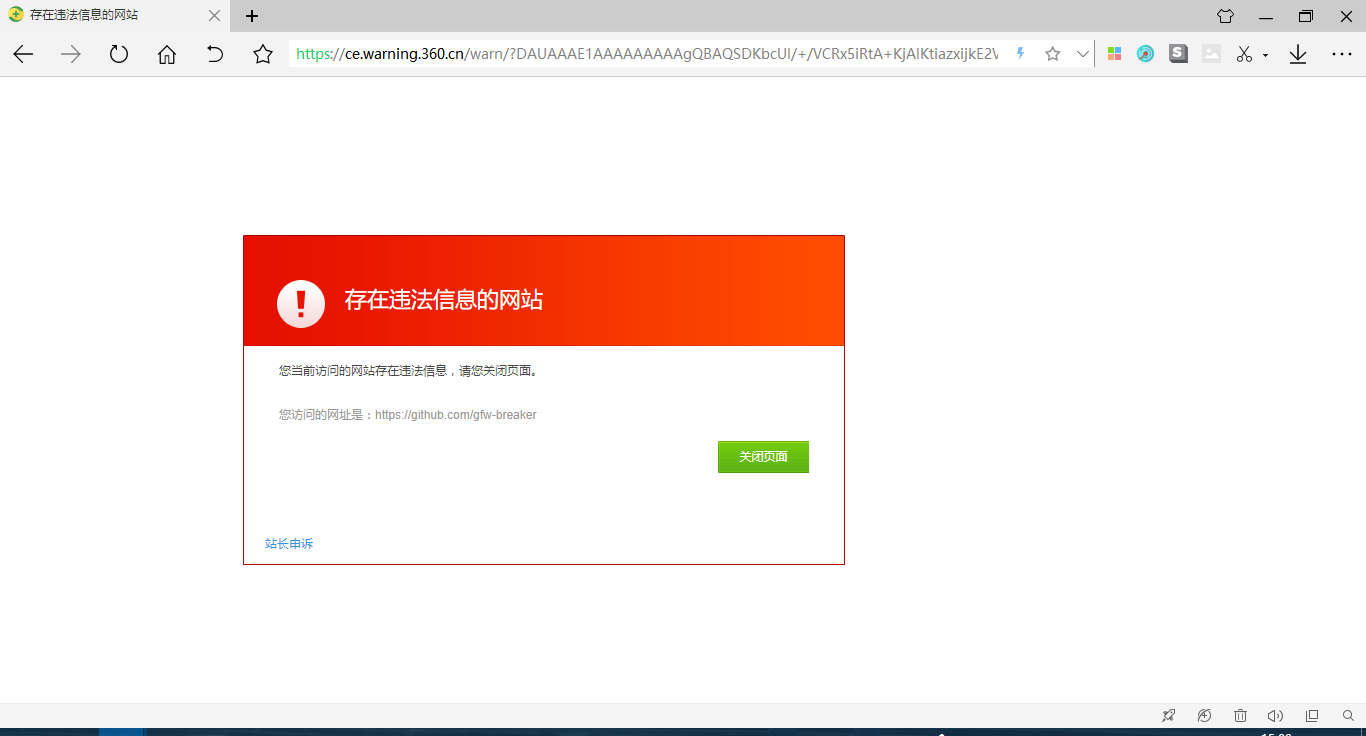 存在违法信息的网站
https://ce.warning.360.cn/warn/?DAUAAAE1AAAAAAAAAgQBAQSDKbcUl/+/VCRx5iRtA+KjAlKtiazxijkE2V
S
存在违法信息的网站
您当前访问的网站存在违法信息，请您关闭页面。
您访问的网址是：https://github.com/gfw-breaker
关闭页面
站长申诉